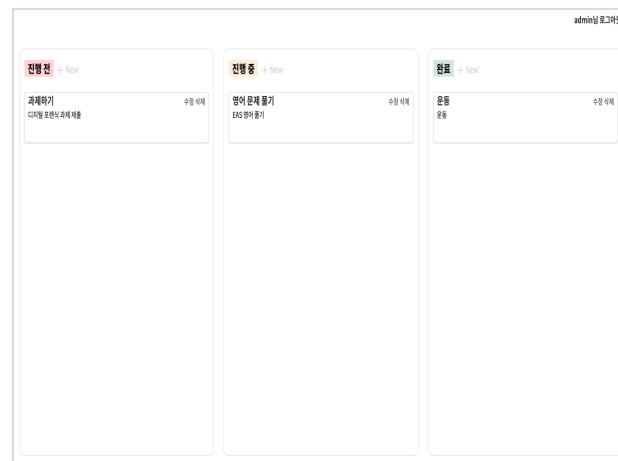 admin님 로그아웃
진행 전 + New
과제하기 수정 삭제
디지털 포렌식 과제 제출
진행 중 + New
영어 문제 풀기 수정 삭제
EAS 영어 풀기
완료 + New
운동 수정 삭제
운동